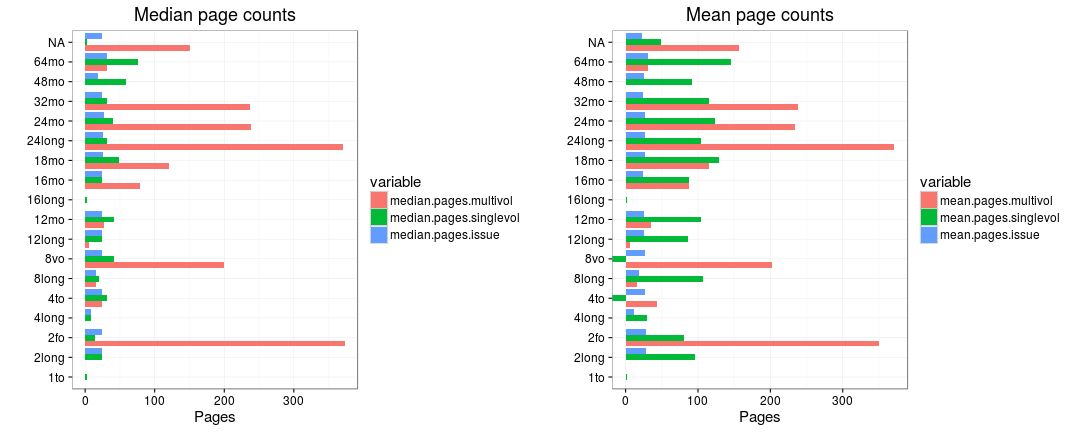 Median page counts
NA
64mo
48mo
32mo
24mo
24long
18mo
16mo
16long
12mo
12long
8vo
8long
4to
4long
2fo
2long
1to
0 100 200 300
Pages
variable
median.pages.multivol
median.pages.singlevol
median.pages.issue
Mean page counts
NA
64mo
48mo
32mo
24mo
24long
18mo
16mo
16long
12mo
12long
8vo
8long
4to
4long
2fo
2long
1to
0 100 200 300
Pages
variable
mean.pages.multivol
mean.pages.singlevol
mean.pages.issue